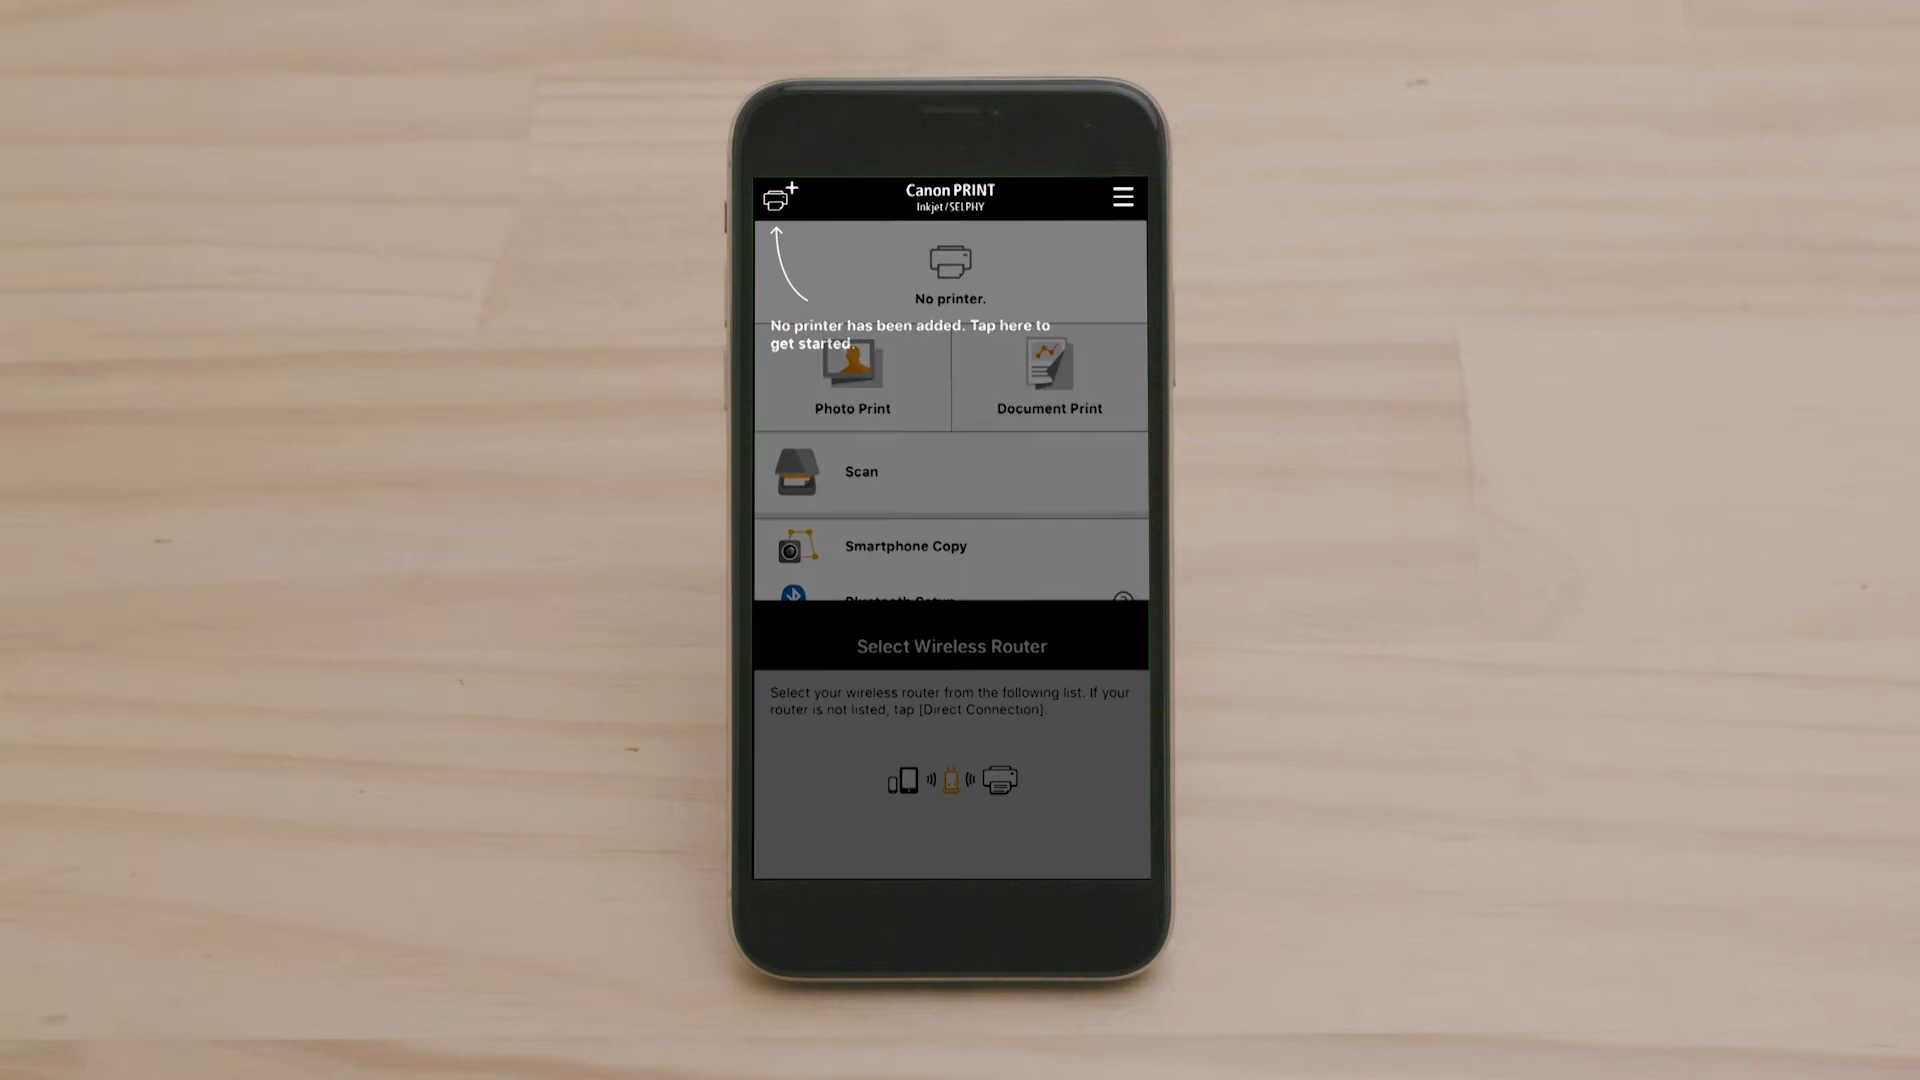 Canon PRINT
Inkjet/SELPHY
No printer.
No printer has been added. Tap here to
get started.
Photo Print
Document Print
Scan
Smartphone Copy
Bluetooth Setup
Select Wireless Router
Select your wireless router from the following list. If your
router is not listed, tap [Direct Connection].